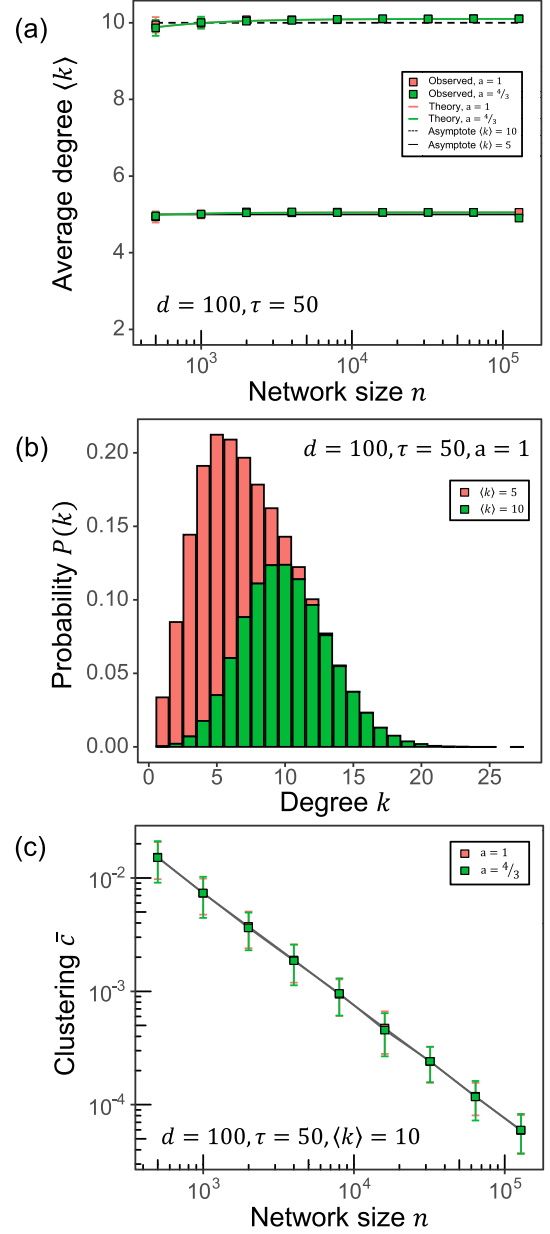 (a)
Average degree ⟨k⟩
10
8
6
4
2
Observed, a = 1
Observed, a = 4/3
Theory, a = 1
Theory, a = 4/3
Asymptote ⟨k⟩ = 10
Asymptote ⟨k⟩ = 5
d = 100, τ = 50
10³ 10⁴ 10⁵
Network size n
(b)
Probability P(k)
0.20
0.15
0.10
0.05
0.00
d = 100, τ = 50, a = 1
⟨k⟩ = 5
⟨k⟩ = 10
0 5 10 15 20 25
Degree k
(c)
Clustering c̄
10⁻²
10⁻³
10⁻⁴
a = 1
a = 4/3
d = 100, τ = 50, ⟨k⟩ = 10
10³ 10⁴ 10⁵
Network size n